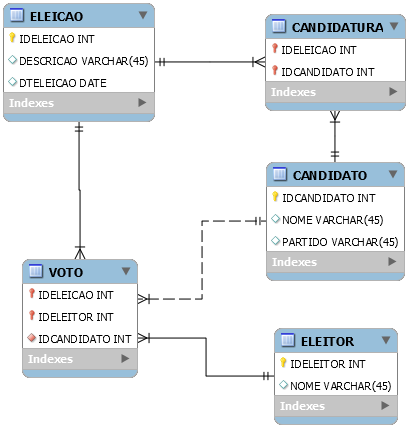 ELEICAO
IDELEICAO INT
DESCRICAO VARCHAR(45)
DTELEICAO DATE
Indexes
CANDIDATURA
IDELEICAO INT
IDCANDIDATO INT
Indexes
CANDIDATO
IDCANDIDATO INT
NOME VARCHAR(45)
PARTIDO VARCHAR(45)
Indexes
VOTO
IDELEICAO INT
IDELEITOR INT
IDCANDIDATO INT
Indexes
ELEITOR
IDELEITOR INT
NOME VARCHAR(45)
Indexes